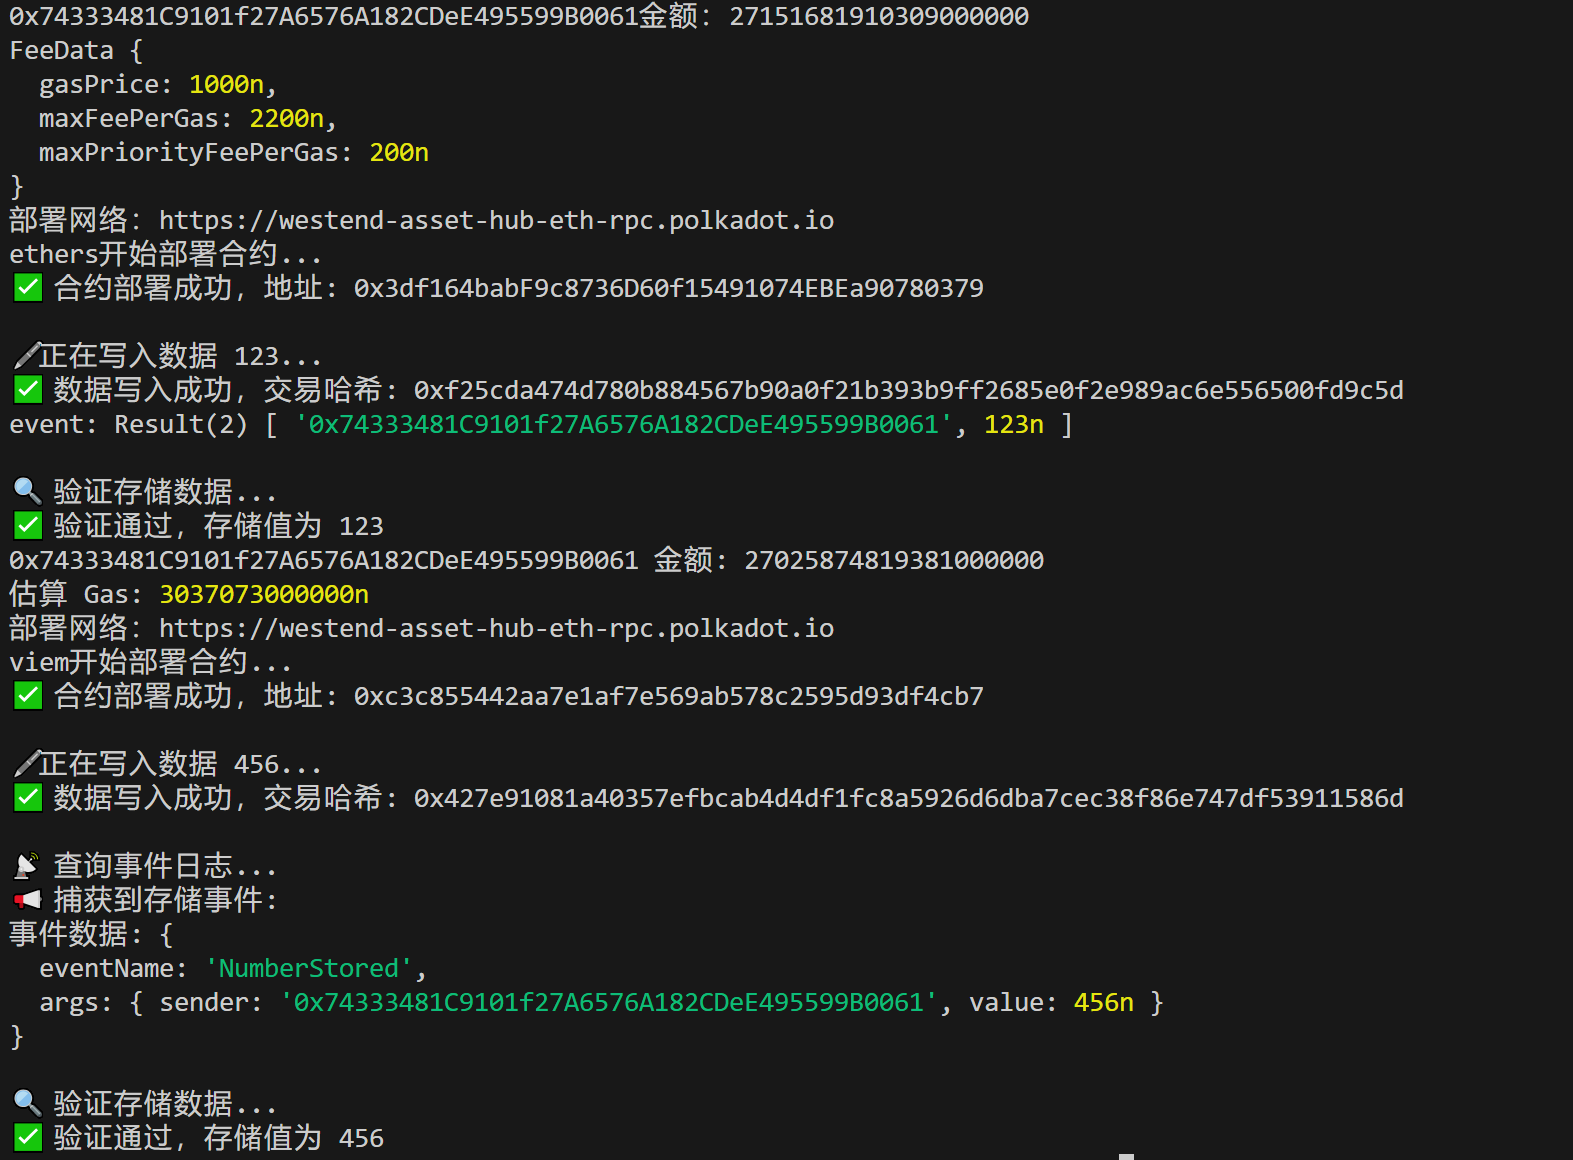 0x74333481C9101f27A6576A182CDeE495599B0061金额：27151681910309000000
FeeData {
  gasPrice: 1000n,
  maxFeePerGas: 2200n,
  maxPriorityFeePerGas: 200n
}
部署网络：https://westend-asset-hub-eth-rpc.polkadot.io
ethers开始部署合约...
✅ 合约部署成功，地址: 0x3df164babF9c8736D60f15491074EBEa90780379
🖊正在写入数据 123...
✅ 数据写入成功，交易哈希: 0xf25cda474d780b884567b90a0f21b393b9ff2685e0f2e989ac6e556500fd9c5d
event: Result(2) [ '0x74333481C9101f27A6576A182CDeE495599B0061', 123n ]
🔍 验证存储数据...
✅ 验证通过，存储值为 123
0x74333481C9101f27A6576A182CDeE495599B0061 金额: 27025874819381000000
估算 Gas: 3037073000000n
部署网络：https://westend-asset-hub-eth-rpc.polkadot.io
viem开始部署合约...
✅ 合约部署成功，地址: 0xc3c855442aa7e1af7e569ab578c2595d93df4cb7
🖊正在写入数据 456...
✅ 数据写入成功，交易哈希: 0x427e91081a40357efbcab4d4df1fc8a5926d6dba7cec38f86e747df53911586d
📡 查询事件日志...
📢 捕获到存储事件:
事件数据: {
  eventName: 'NumberStored',
  args: { sender: '0x74333481C9101f27A6576A182CDeE495599B0061', value: 456n }
}
🔍 验证存储数据...
✅ 验证通过，存储值为 456